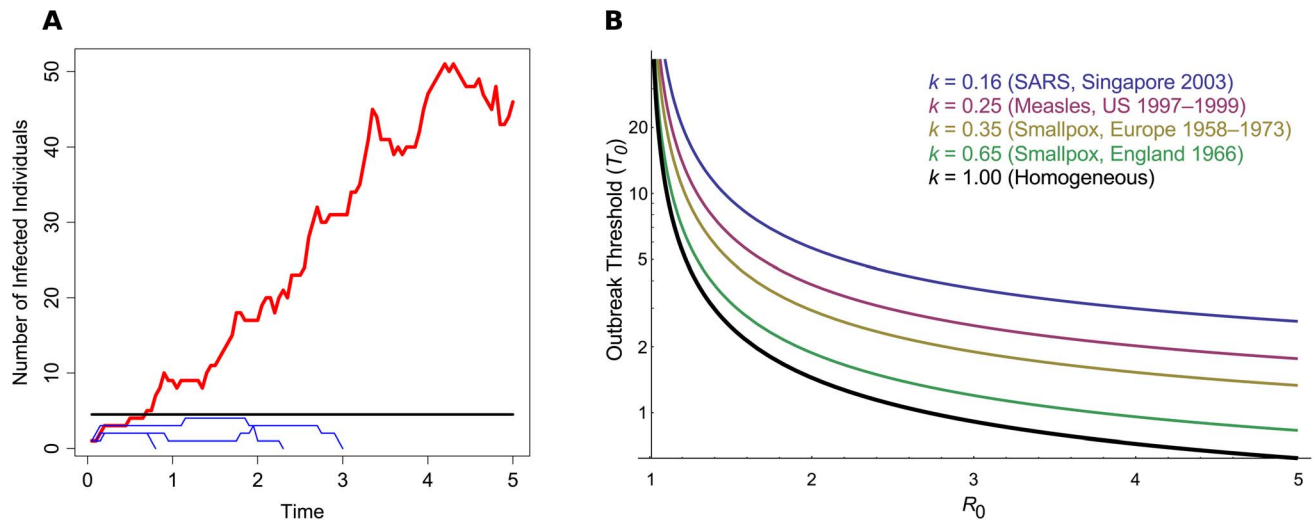 A
Number of Infected Individuals
50
40
30
20
10
0
0 1 2 3 4 5
Time
B
Outbreak Threshold (T0)
k = 0.16 (SARS, Singapore 2003)
k = 0.25 (Measles, US 1997–1999)
k = 0.35 (Smallpox, Europe 1958–1973)
k = 0.65 (Smallpox, England 1966)
k = 1.00 (Homogeneous)
20
10
5
2
1
1 2 3 4 5
R0